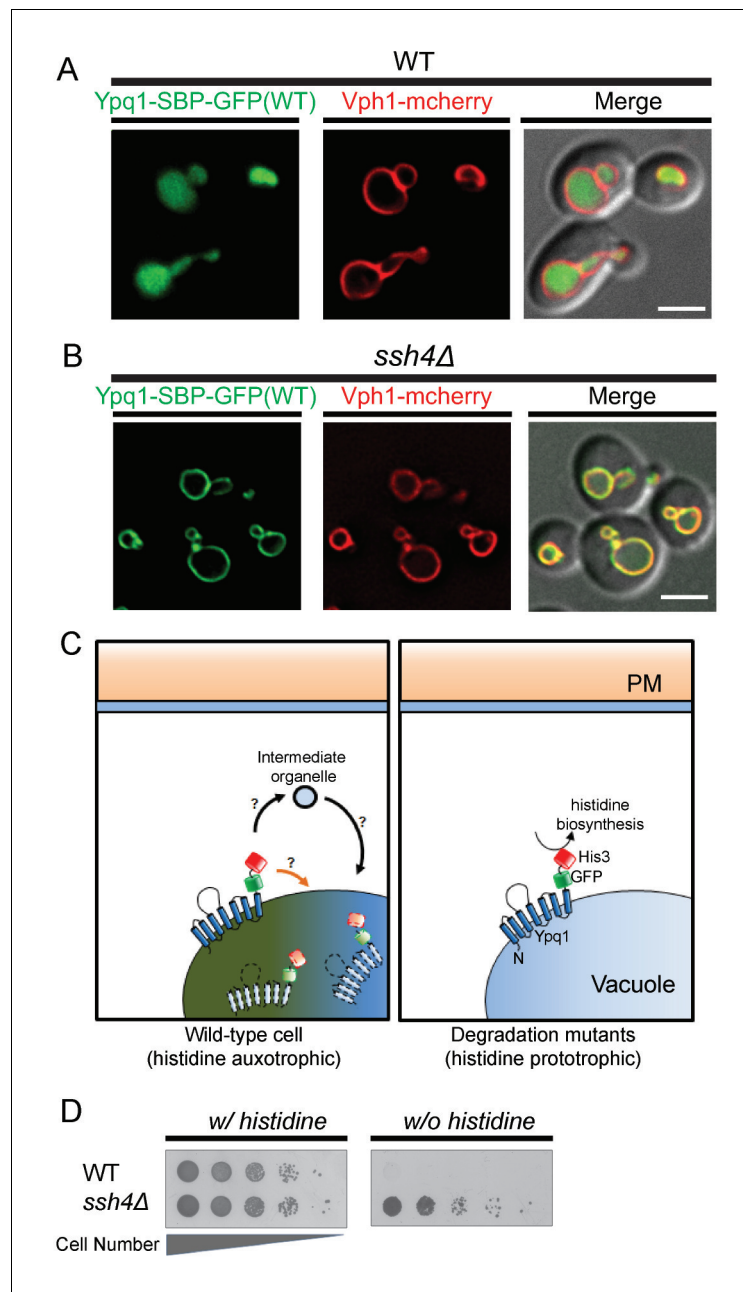 A
WT
Ypq1-SBP-GFP(WT) Vph1-mcherry Merge
B
ssh4Δ
Ypq1-SBP-GFP(WT) Vph1-mcherry Merge
C
PM
Intermediate
organelle
?
?
?
histidine
biosynthesis
His3
GFP
Ypq1
N
Vacuole
Wild-type cell
(histidine auxotrophic)
Degradation mutants
(histidine prototrophic)
D
w/ histidine w/o histidine
WT
ssh4Δ
Cell Number